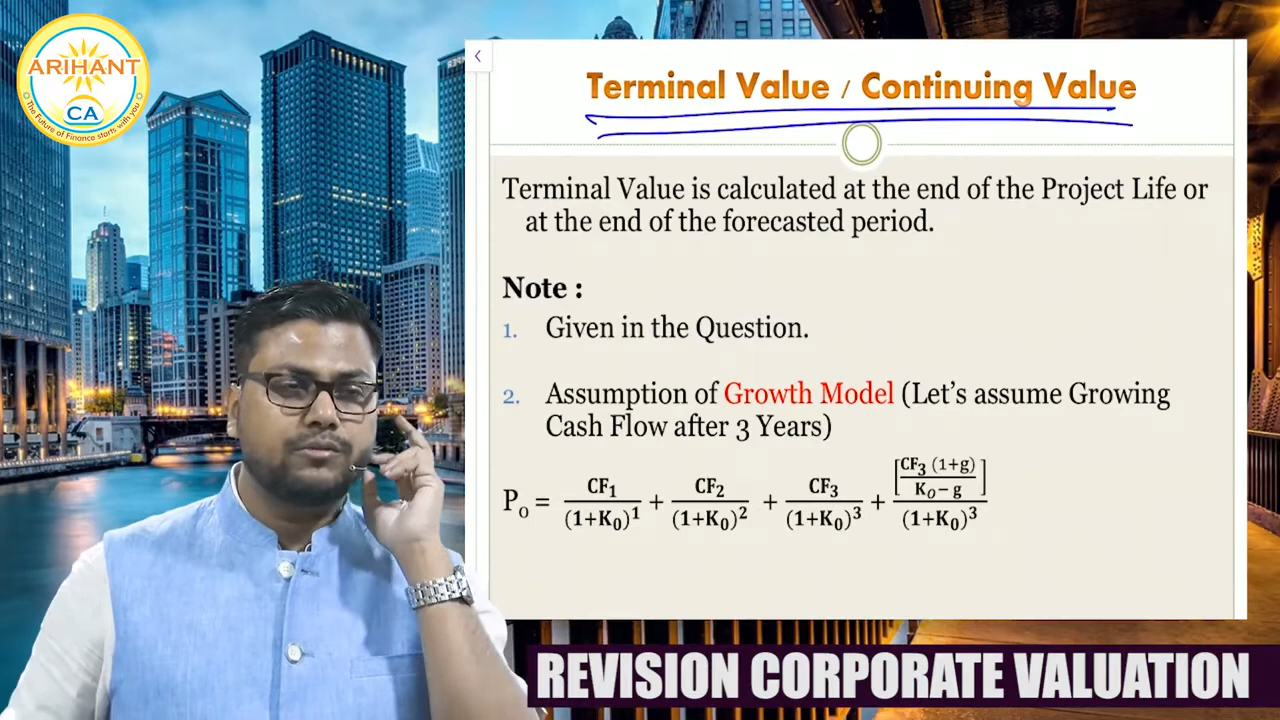 ARIHANT
CA
The Future of Finance starts with you
Terminal Value / Continuing Value
Terminal Value is calculated at the end of the Project Life or
at the end of the forecasted period.
Note :
1. Given in the Question.
2. Assumption of Growth Model (Let’s assume Growing
Cash Flow after 3 Years)
P₀ = CF₁/(1+K₀)¹ + CF₂/(1+K₀)² + CF₃/(1+K₀)³ + [CF₃ (1+g)/K₀ – g]/(1+K₀)³
REVISION CORPORATE VALUATION